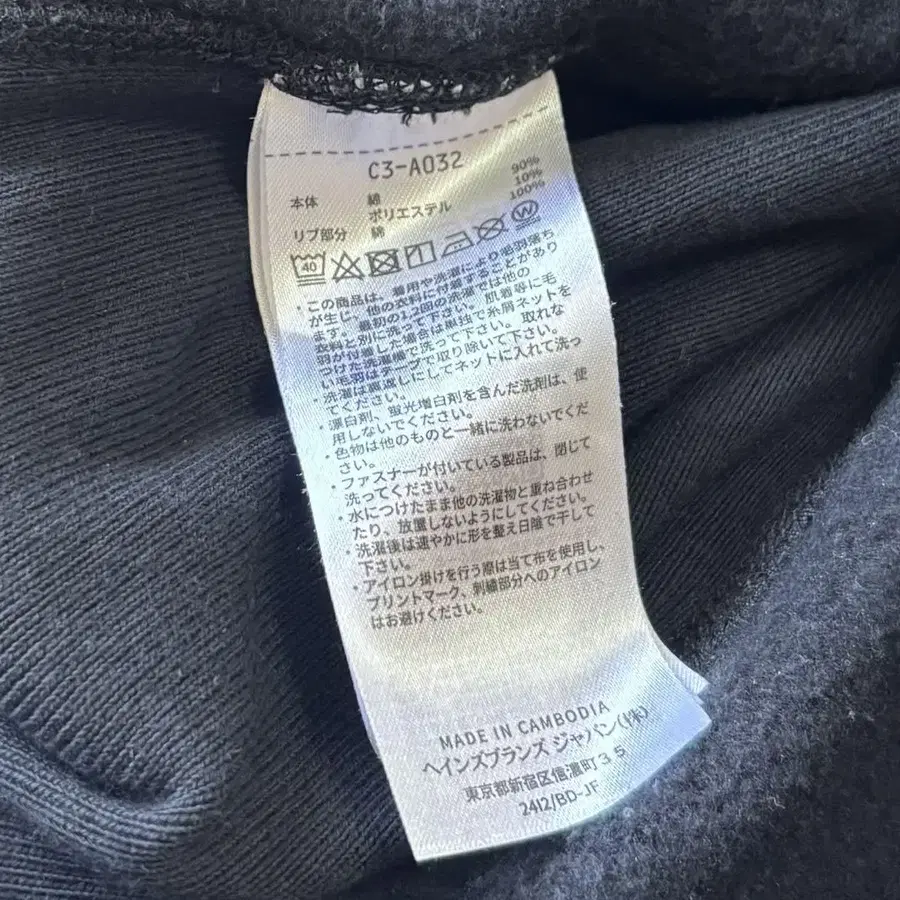 C3-A032
本体 綿 90%
ポリエステル 10%
リブ部分 綿 100%
40
W
・この商品は、着用や洗濯により毛羽落ち
が生じ、他の衣料に付着することがあり
ます。最初の1,2回の洗濯では他の
衣料と別に洗って下さい。肌着等に毛
羽が付着した場合は単独で糸屑ネットを
つけた洗濯機で洗って下さい。取れな
い毛羽はテープで取り除いて下さい。
・洗濯は裏返しにしてネットに入れて洗っ
てください。
・漂白剤、蛍光増白剤を含んだ洗剤は、使
用しないでください。
・色物は他のものと一緒に洗わないでくだ
さい。
・ファスナーが付いている製品は、閉じて
洗ってください。
・水につけたまま他の洗濯物と重ね合わせ
たり、放置しないようにしてください。
・洗濯後は速やかに形を整え日陰で干して
下さい。
・アイロン掛けを行う際は当て布を使用し、
プリントマーク、刺繍部分へのアイロン
はお避けください。
MADE IN CAMBODIA
ヘインズブランズ ジャパン(株)
東京都新宿区信濃町35
2412/BD-JF